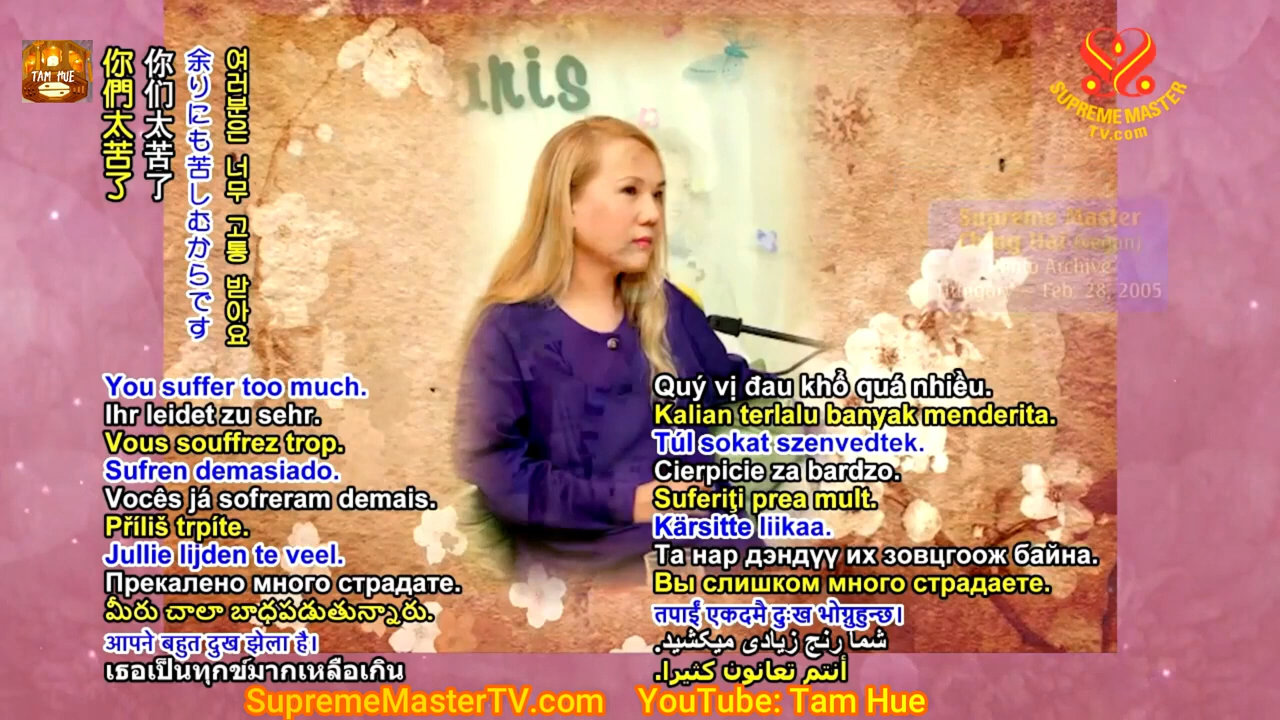 TAM HUE
你們太苦了
你们太苦了
余りにも苦しむからです
여러분은 너무 고통 받아요
SUPREME MASTER
TV.com
Supreme Master
Ching Hai (vegan)
Archive
Feb. 28, 2005
You suffer too much.
Ihr leidet zu sehr.
Vous souffrez trop.
Sufren demasiado.
Vocês já sofreram demais.
Příliš trpíte.
Jullie lijden te veel.
Прекалено много страдате.
మీరు చాలా బాధపడుతున్నారు.
आपने बहुत दुख झेला है।
เธอเป็นทุกข์มากเหลือเกิน
Quý vị đau khổ quá nhiều.
Kalian terlalu banyak menderita.
Túl sokat szenvedtek.
Cierpicie za bardzo.
Suferiţi prea mult.
Kärsitte liikaa.
Та нар дэндүү их зовцгоож байна.
Вы слишком много страдаете.
तपाईं एकदमै दुःख भोग्नुहुन्छ।
شما رنج زیادی میکشید.
أنتم تعانون كثيرا.
SupremeMasterTV.com YouTube: Tam Hue